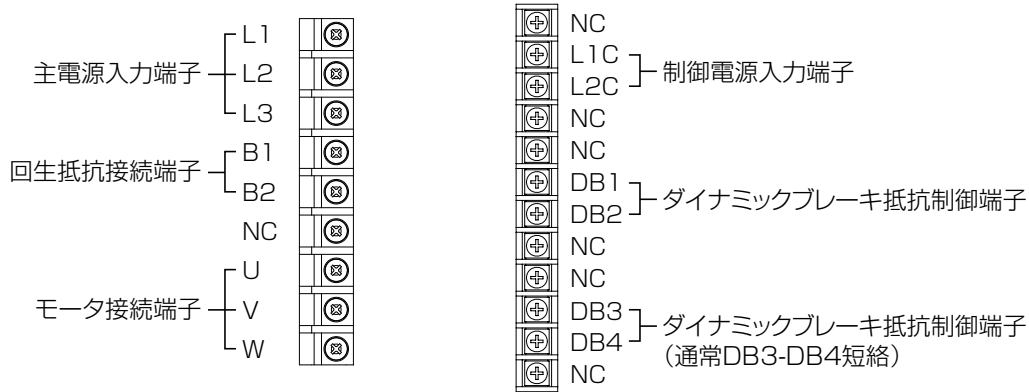 主電源入力端子
L1
L2
L3
回生抵抗接続端子
B1
B2
NC
モータ接続端子
U
V
W
NC
L1C
L2C
制御電源入力端子
NC
NC
DB1
DB2
ダイナミックブレーキ抵抗制御端子
NC
NC
DB3
DB4
ダイナミックブレーキ抵抗制御端子
（通常DB3-DB4短絡）
NC